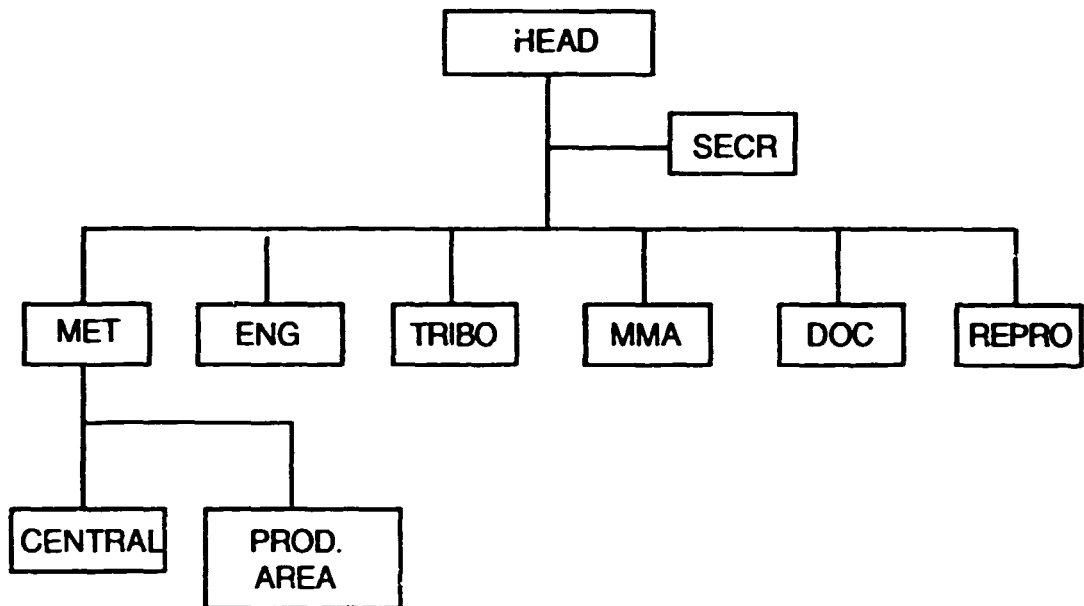 HEAD
SECR
MET
ENG
TRIBO
MMA
DOC
REPRO
CENTRAL
PROD.
AREA